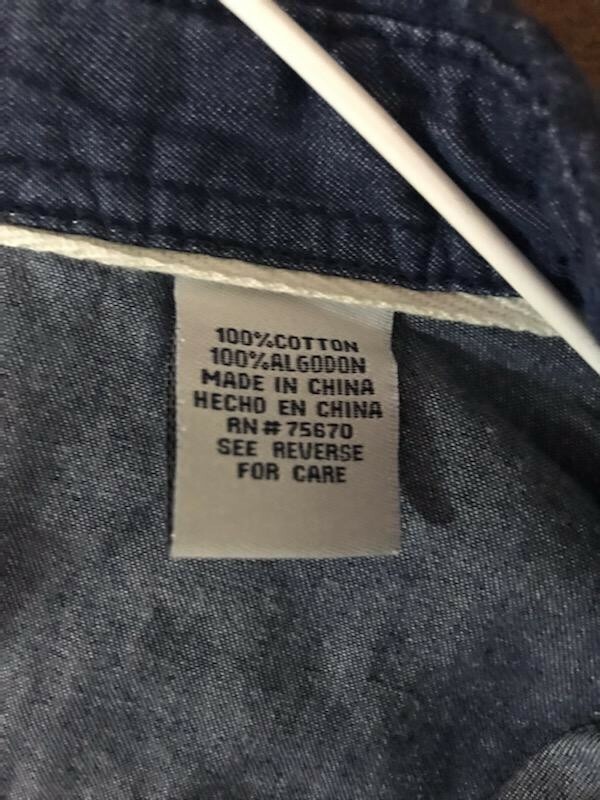 100%COTTON
100%ALGODON
MADE IN CHINA
HECHO EN CHINA
RN#75670
SEE REVERSE
FOR CARE